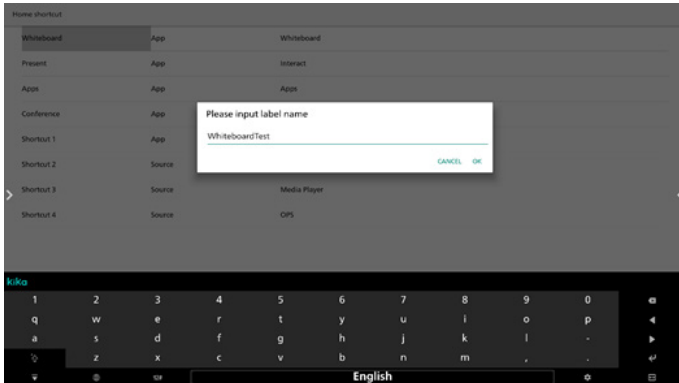 Home shortcut
Whiteboard App Whiteboard
Present App Interact
Apps App Apps
Conference App
Please input label name
Shortcut 1 App
WhiteboardTest
Shortcut 2 Source
CANCEL OK
Shortcut 3 Source Media Player
Shortcut 4 Source OPS
kika
1 2 3 4 5 6 7 8 9 0
q w e r t y u i o p
a s d f g h j k l -
z x c v b n m , .
English